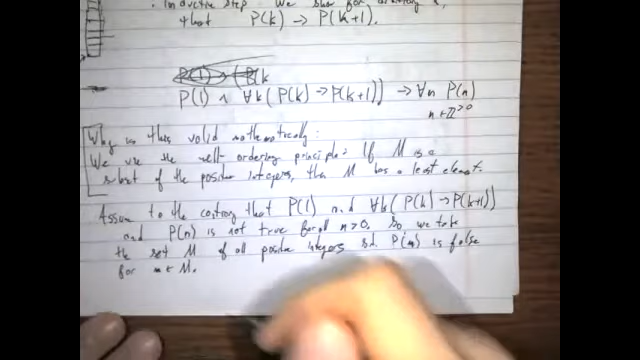 · Inductive step We show for arbitrary k,
that P(k) → P(k+1).
P(1) → (P(k
P(1) ∧ ∀k(P(k) → P(k+1)) → ∀n P(n)
n ∈ ℤ>0
Why is this valid mathematically:
We use the well-ordering principle: If M is a
subset of the positive integers, then M has a least element.
Assume to the contrary that P(1) and ∀k(P(k) → P(k+1))
and P(n) is not true for all n>0. So, we take
the set M of all positive integers s.t. P(m) is false
for m ∈ M.